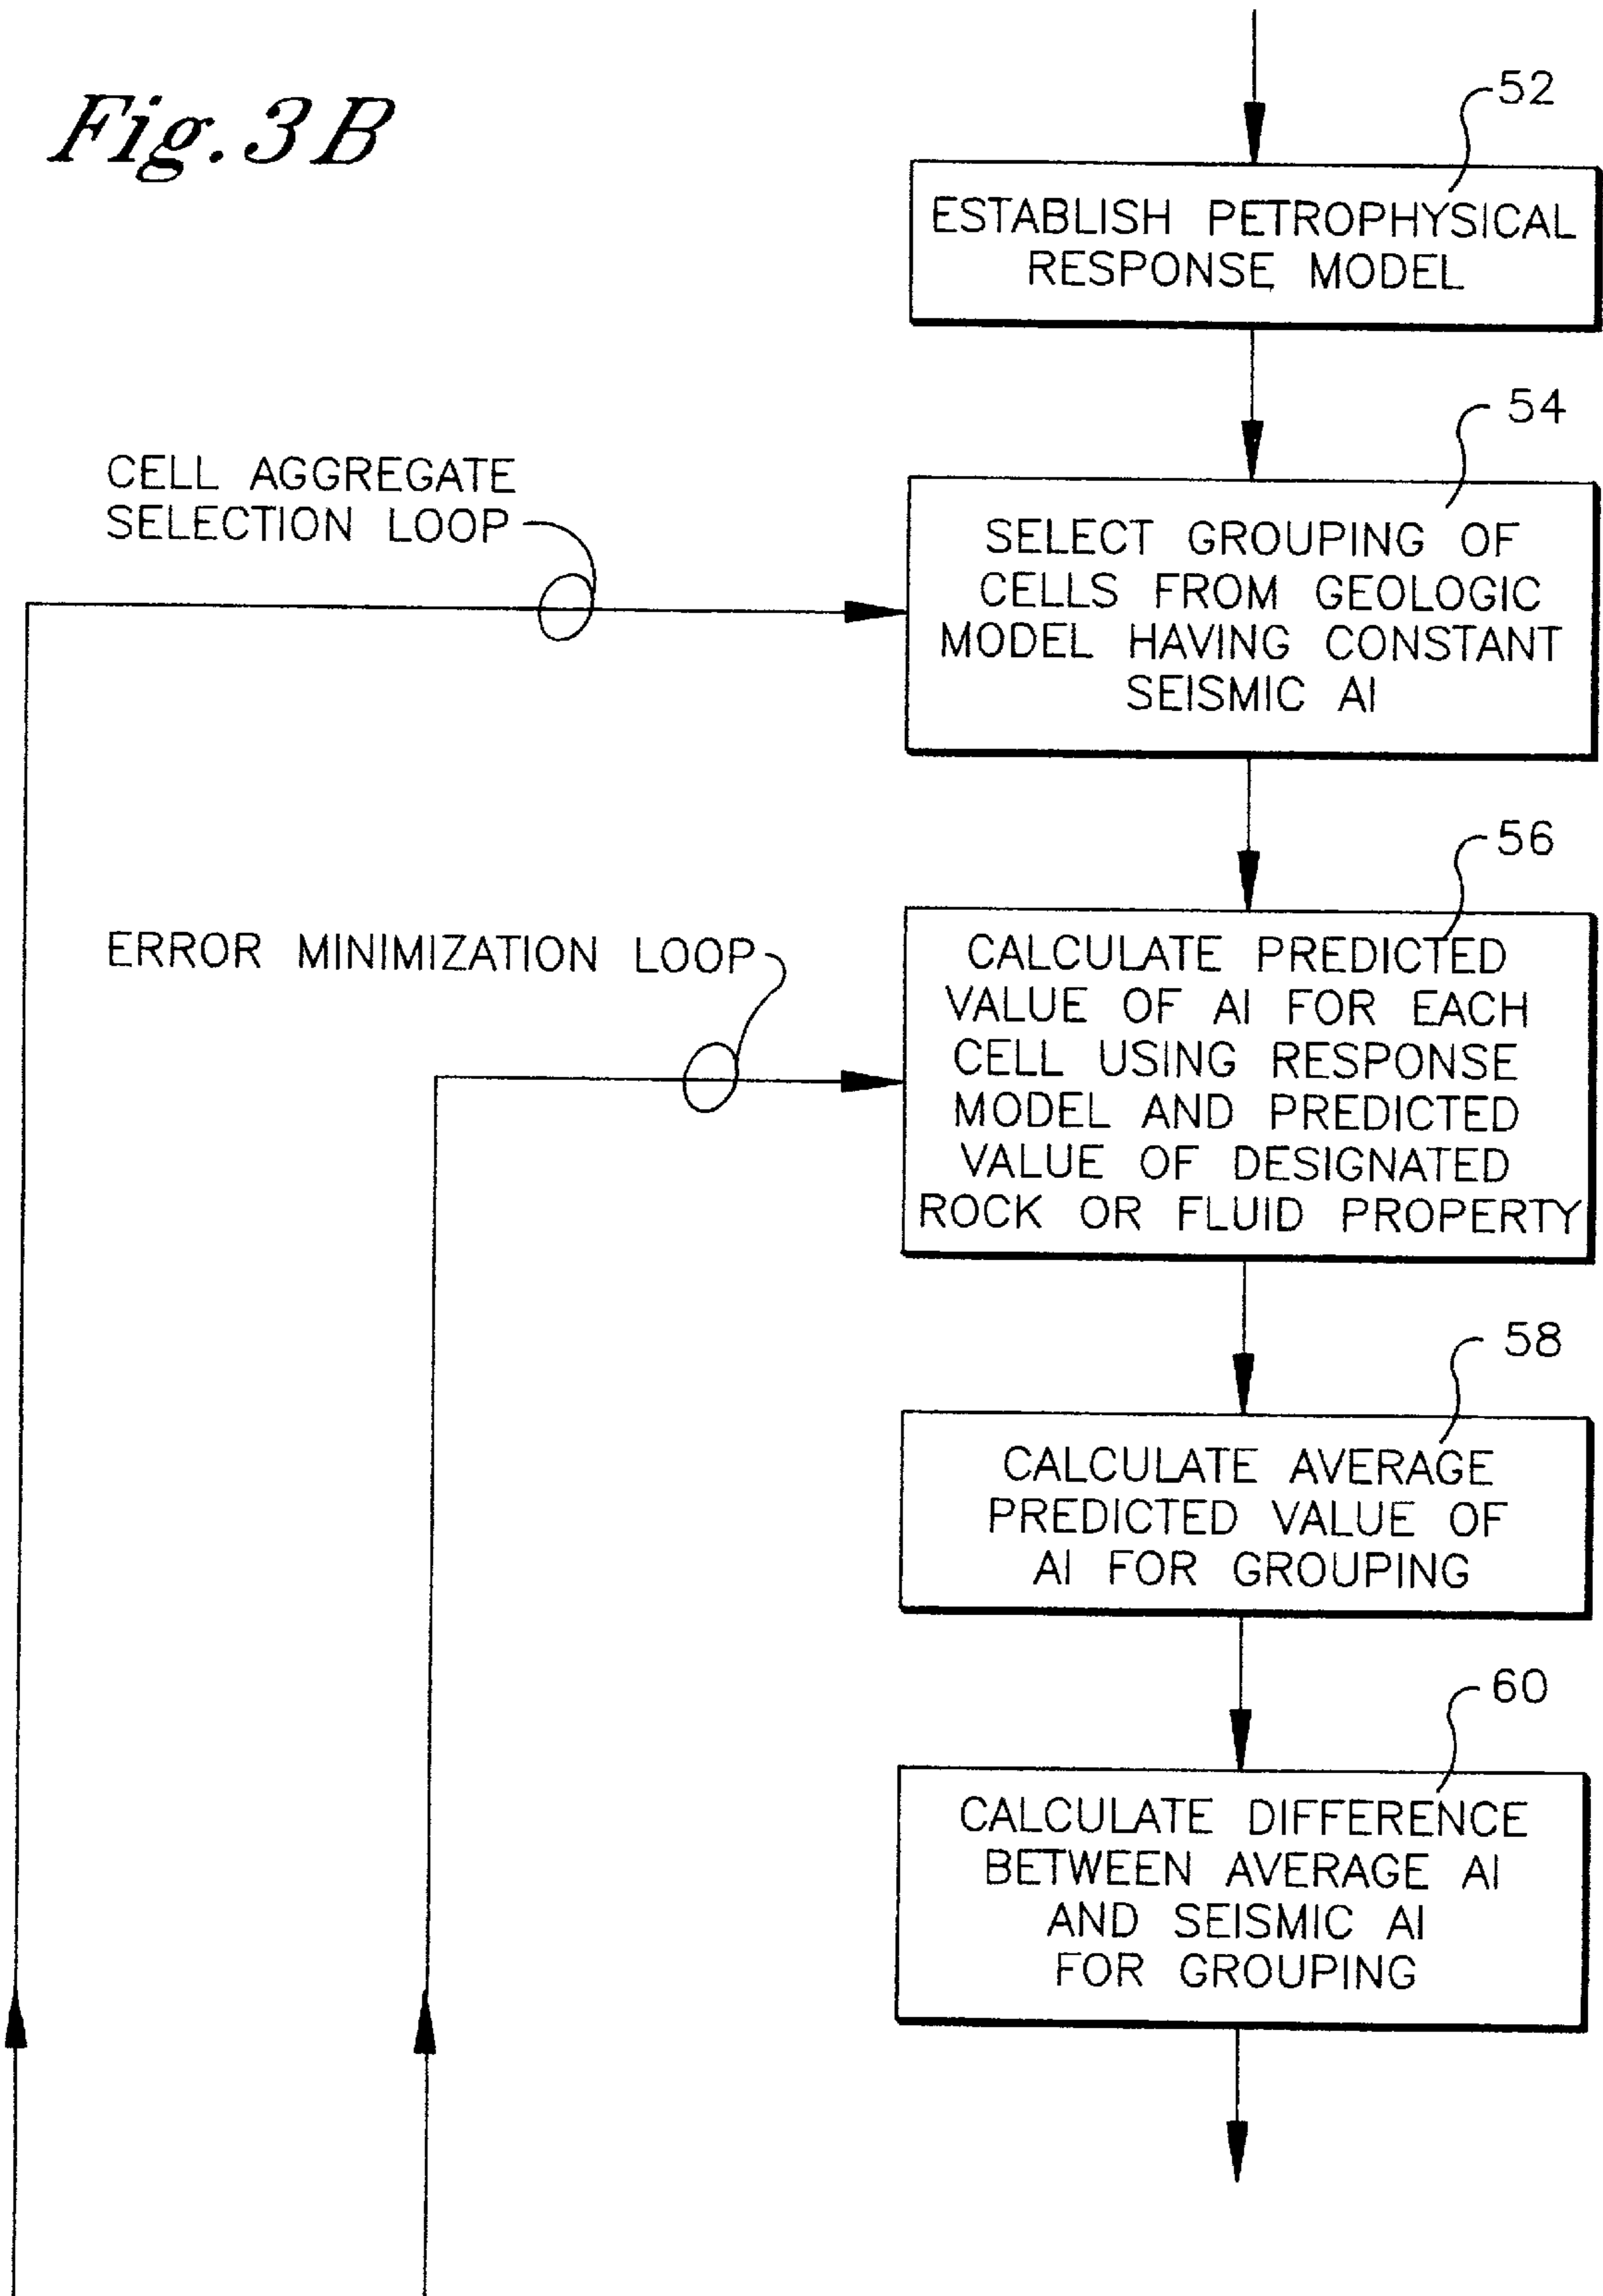 Fig. 3B
52
ESTABLISH PETROPHYSICAL
RESPONSE MODEL
54
CELL AGGREGATE
SELECTION LOOP
SELECT GROUPING OF
CELLS FROM GEOLOGIC
MODEL HAVING CONSTANT
SEISMIC AI
56
ERROR MINIMIZATION LOOP
CALCULATE PREDICTED
VALUE OF AI FOR EACH
CELL USING RESPONSE
MODEL AND PREDICTED
VALUE OF DESIGNATED
ROCK OR FLUID PROPERTY
58
CALCULATE AVERAGE
PREDICTED VALUE OF
AI FOR GROUPING
60
CALCULATE DIFFERENCE
BETWEEN AVERAGE AI
AND SEISMIC AI
FOR GROUPING